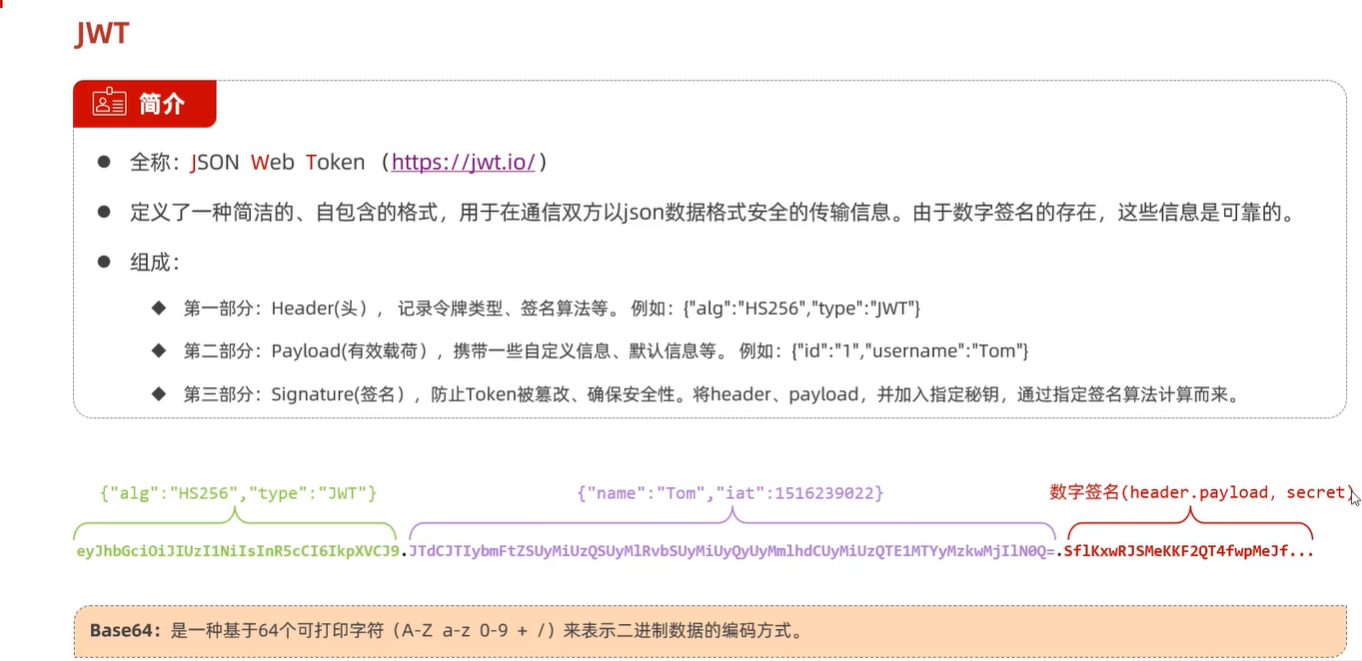 JWT
简介
全称：JSON Web Token（https://jwt.io/）
定义了一种简洁的、自包含的格式，用于在通信双方以json数据格式安全的传输信息。由于数字签名的存在，这些信息是可靠的。
组成：
第一部分：Header(头），记录令牌类型、签名算法等。例如：{"alg":"HS256","type":"JWT"}
第二部分：Payload(有效载荷），携带一些自定义信息、默认信息等。例如：{"id":"1","username":"Tom"}
第三部分：Signature(签名），防止Token被篡改、确保安全性。将header、payload，并加入指定秘钥，通过指定签名算法计算而来。
{"alg":"HS256","type":"JWT"} {"name":"Tom","iat":1516239022} 数字签名(header.payload, secret)
eyJhbGciOiJIUzI1NiIsInR5cCI6IkpXVCJ9.JTdCJTIybmFtZSUyMiUzQSUyMlRvbSUyMiUyQyUyMmlhdCUyMiUzQTE1MTYyMzkwMjIlN0Q=.SflKxwRJSMeKKF2QT4fwpMeJf...
Base64：是一种基于64个可打印字符（A-Z a-z 0-9 + /）来表示二进制数据的编码方式。